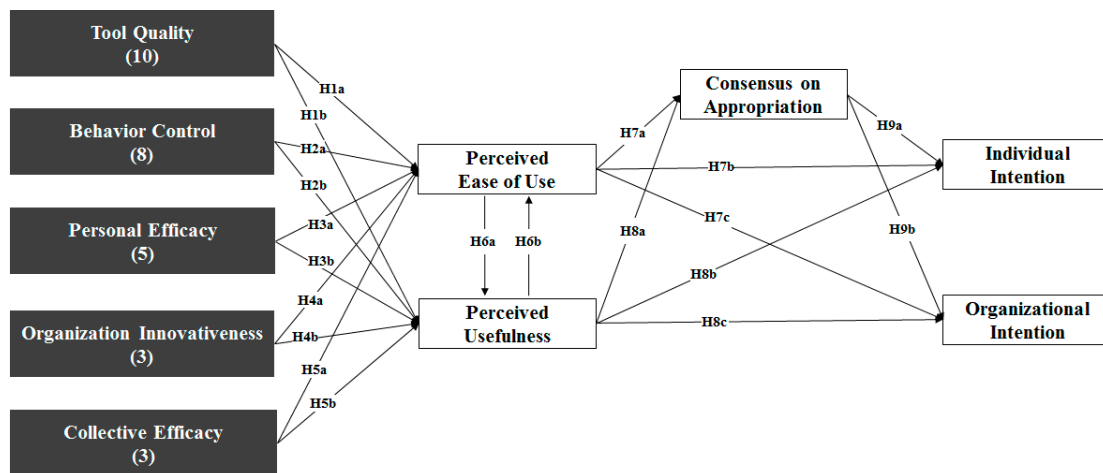 Tool Quality
(10)
Behavior Control
(8)
Personal Efficacy
(5)
Organization Innovativeness
(3)
Collective Efficacy
(3)
H1a
H1b
H2a
H2b
H3a
H3b
H4a
H4b
H5a
H5b
Perceived
Ease of Use
H6a
H6b
Perceived
Usefulness
Consensus on
Appropriation
H7a
H7b
H7c
H8a
H8b
H8c
H9a
H9b
Individual
Intention
Organizational
Intention